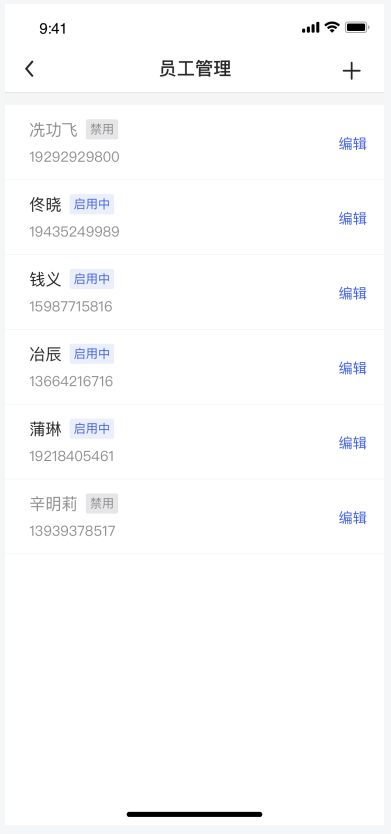 9:41
员工管理
冼功飞 禁用
19292929800
编辑
佟晓 启用中
19435249989
编辑
钱义 启用中
15987715816
编辑
冶辰 启用中
13664216716
编辑
蒲琳 启用中
19218405461
编辑
辛明莉 禁用
13939378517
编辑